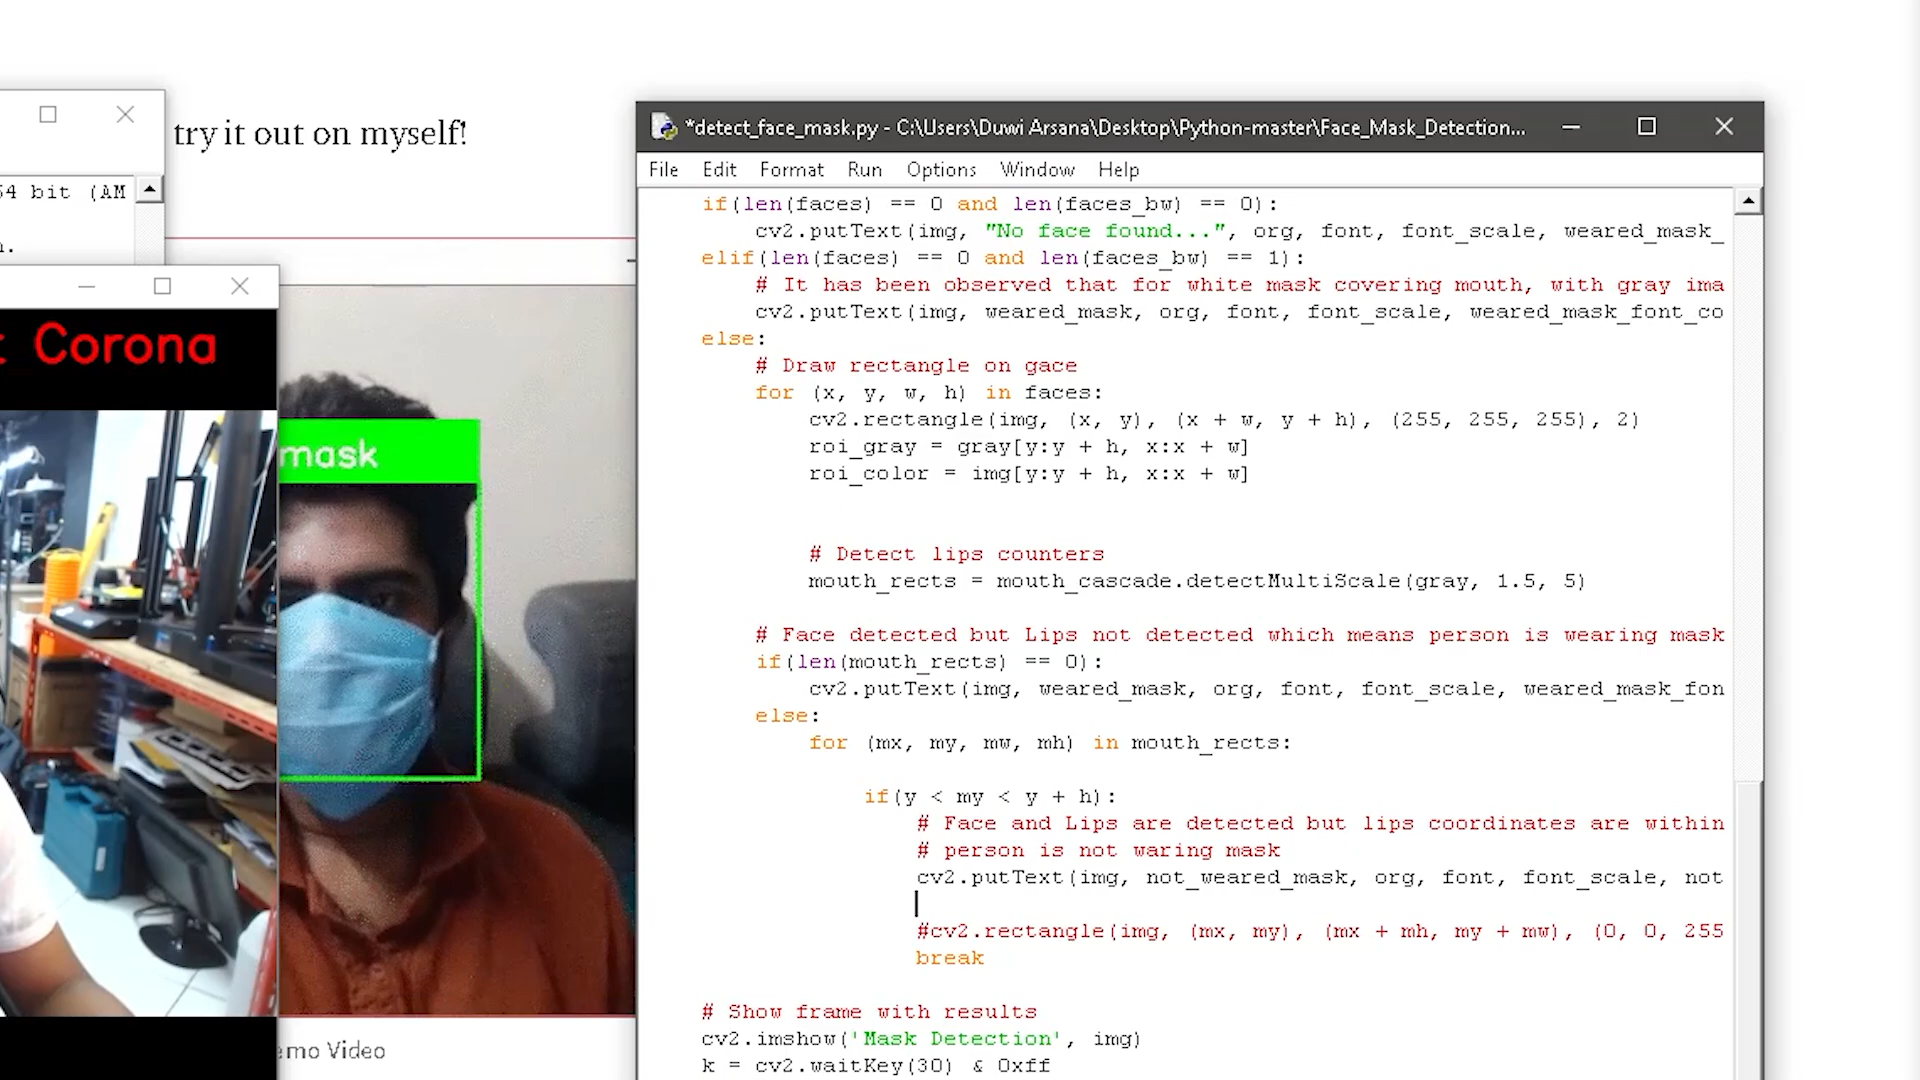 try it out on myself!
64 bit (AM
Corona
mask
emo Video
*detect_face_mask.py - C:\Users\Duwi Arsana\Desktop\Python-master\Face_Mask_Detection...
File Edit Format Run Options Window Help
if(len(faces) == 0 and len(faces_bw) == 0):
cv2.putText(img, "No face found...", org, font, font_scale, weared_mask_
elif(len(faces) == 0 and len(faces_bw) == 1):
# It has been observed that for white mask covering mouth, with gray ima
cv2.putText(img, weared_mask, org, font, font_scale, weared_mask_font_co
else:
# Draw rectangle on gace
for (x, y, w, h) in faces:
cv2.rectangle(img, (x, y), (x + w, y + h), (255, 255, 255), 2)
roi_gray = gray[y:y + h, x:x + w]
roi_color = img[y:y + h, x:x + w]
# Detect lips counters
mouth_rects = mouth_cascade.detectMultiScale(gray, 1.5, 5)
# Face detected but Lips not detected which means person is wearing mask
if(len(mouth_rects) == 0):
cv2.putText(img, weared_mask, org, font, font_scale, weared_mask_fon
else:
for (mx, my, mw, mh) in mouth_rects:
if(y < my < y + h):
# Face and Lips are detected but lips coordinates are within
# person is not waring mask
cv2.putText(img, not_weared_mask, org, font, font_scale, not
#cv2.rectangle(img, (mx, my), (mx + mh, my + mw), (0, 0, 255
break
# Show frame with results
cv2.imshow('Mask Detection', img)
k = cv2.waitKey(30) & 0xff